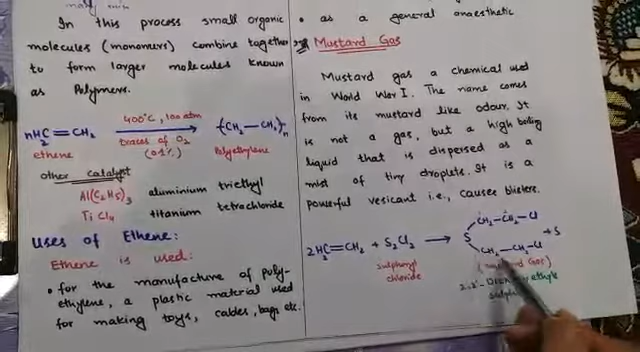 In this process small organic
molecules (monomers) combine together
to form larger molecules known
as Polymers.
nH2C=CH2 400°C, 100 atm traces of O2 (0.1%) (CH2-CH2)n
ethene Polyethylene
other catalyst
Al(C2H5)3 aluminium triethyl
TiCl4 titanium tetrachloride
Uses of Ethene:
Ethene is used:
• for the manufacture of Poly-
ethylene, a plastic material used
for making toys, cables, bags etc.
• as a general anaesthetic
Mustard Gas
Mustard gas a chemical used
in World War I. The name comes
from its mustard like odour. It
is not a gas, but a high boiling
liquid that is dispersed as a
mist of tiny droplets. It is a
powerful vesicant i.e., causes blisters.
2H2C=CH2 + S2Cl2 → S CH2-CH2-Cl CH2-CH2-Cl + S
sulphuryl
chloride
Gas)